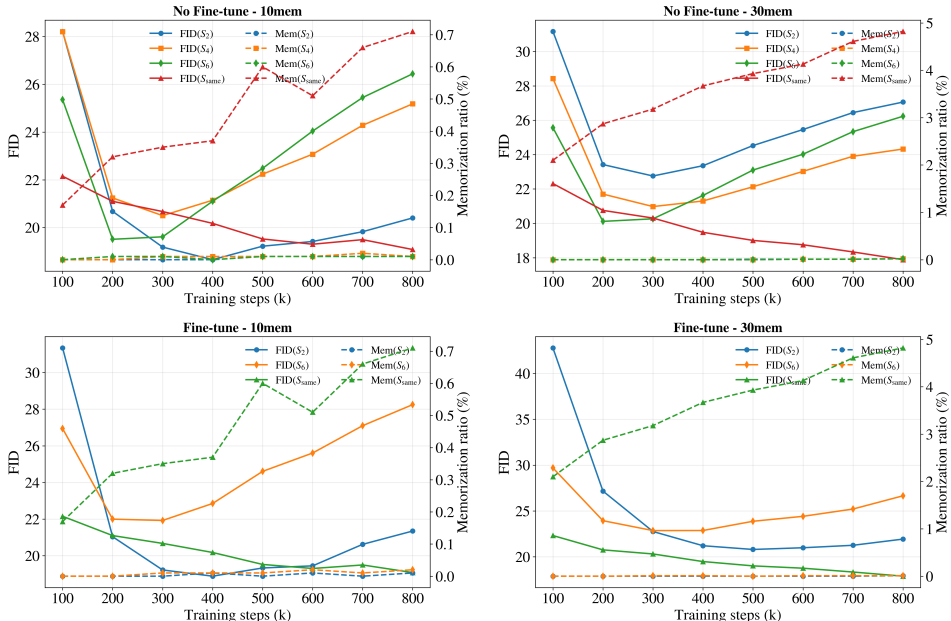 No Fine-tune - 10mem
FID(S2) Mem(S2)
FID(S4) Mem(S4)
FID(S6) Mem(S6)
FID(Ssame) Mem(Ssame)
28
26
24
22
20
FID
0.7
0.6
0.5
0.4
0.3
0.2
0.1
0.0
Memorization ratio (%)
100 200 300 400 500 600 700 800
Training steps (k)
No Fine-tune - 30mem
FID(S2) Mem(S2)
FID(S4) Mem(S4)
FID(S6) Mem(S6)
FID(Ssame) Mem(Ssame)
30
28
26
24
22
20
18
FID
5
4
3
2
1
0
Memorization ratio (%)
100 200 300 400 500 600 700 800
Training steps (k)
Fine-tune - 10mem
FID(S2) Mem(S2)
FID(S6) Mem(S6)
FID(Ssame) Mem(Ssame)
30
28
26
24
22
20
FID
0.7
0.6
0.5
0.4
0.3
0.2
0.1
0.0
Memorization ratio (%)
100 200 300 400 500 600 700 800
Training steps (k)
Fine-tune - 30mem
FID(S2) Mem(S2)
FID(S6) Mem(S6)
FID(Ssame) Mem(Ssame)
40
35
30
25
20
FID
5
4
3
2
1
0
Memorization ratio (%)
100 200 300 400 500 600 700 800
Training steps (k)